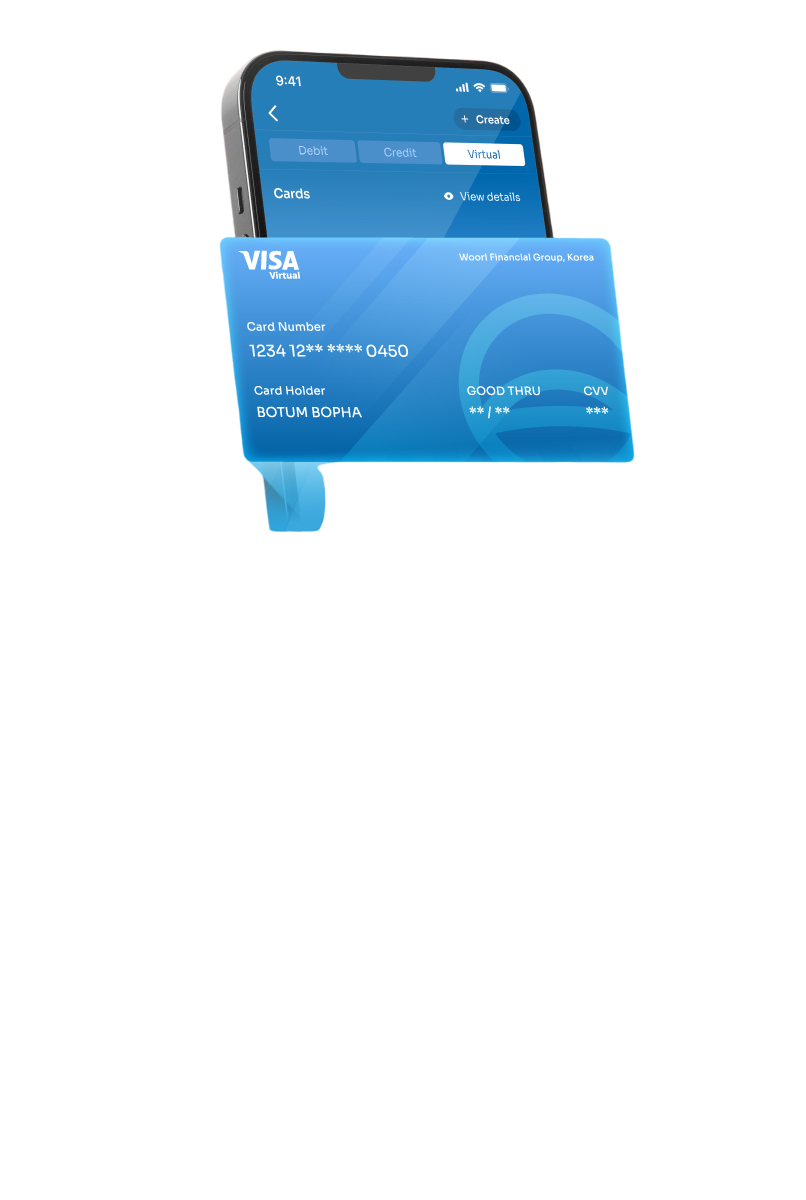 9:41
+ Create
Debit Credit Virtual
Cards View details
VISA
Virtual
Woori Financial Group, Korea
Card Number
1234 12** **** 0450
Card Holder GOOD THRU CVV
BOTUM BOPHA ** / ** ***